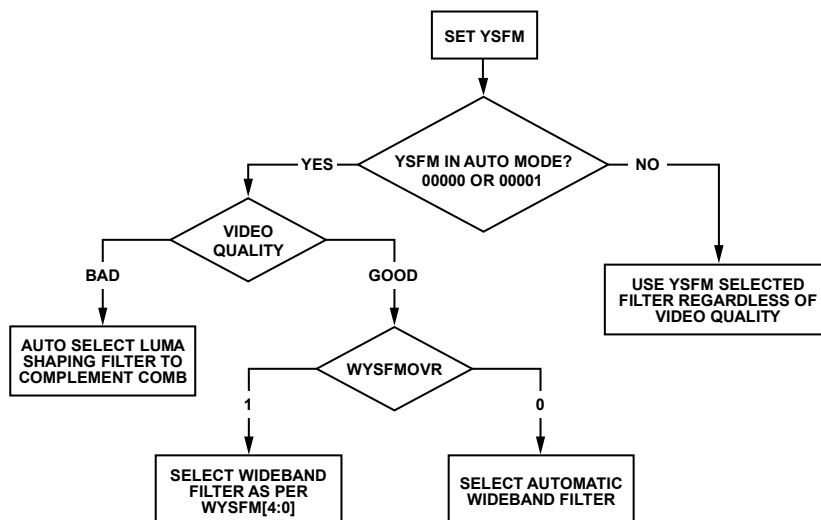 SET YSFM
YSFM IN AUTO MODE?
00000 OR 00001
YES
NO
VIDEO
QUALITY
BAD
GOOD
USE YSFM SELECTED
FILTER REGARDLESS OF
VIDEO QUALITY
AUTO SELECT LUMA
SHAPING FILTER TO
COMPLEMENT COMB
WYSFMOVR
1
0
SELECT WIDEBAND
FILTER AS PER
WYSFM[4:0]
SELECT AUTOMATIC
WIDEBAND FILTER